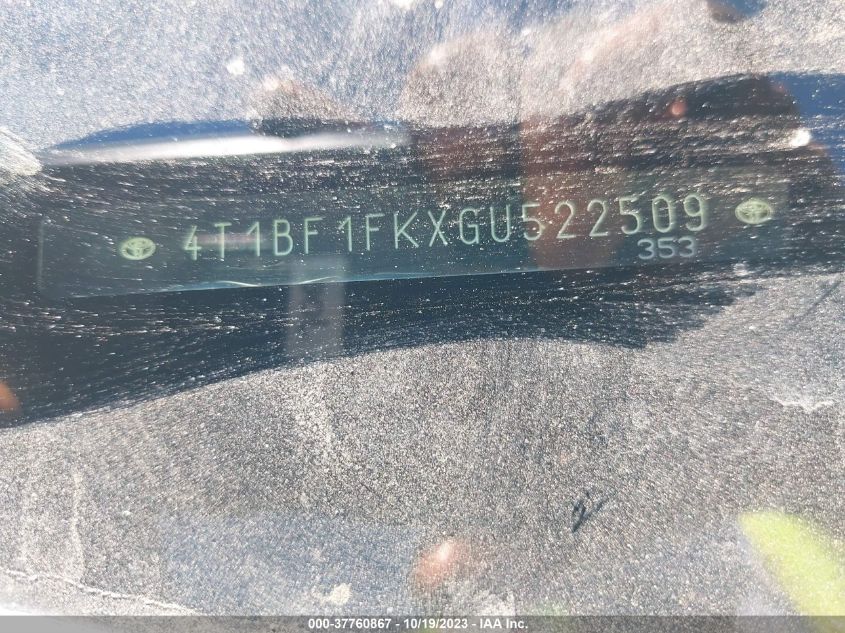 4T1BF1FKXGU522509
353
000-37760867 - 10/19/2023 - IAA Inc.